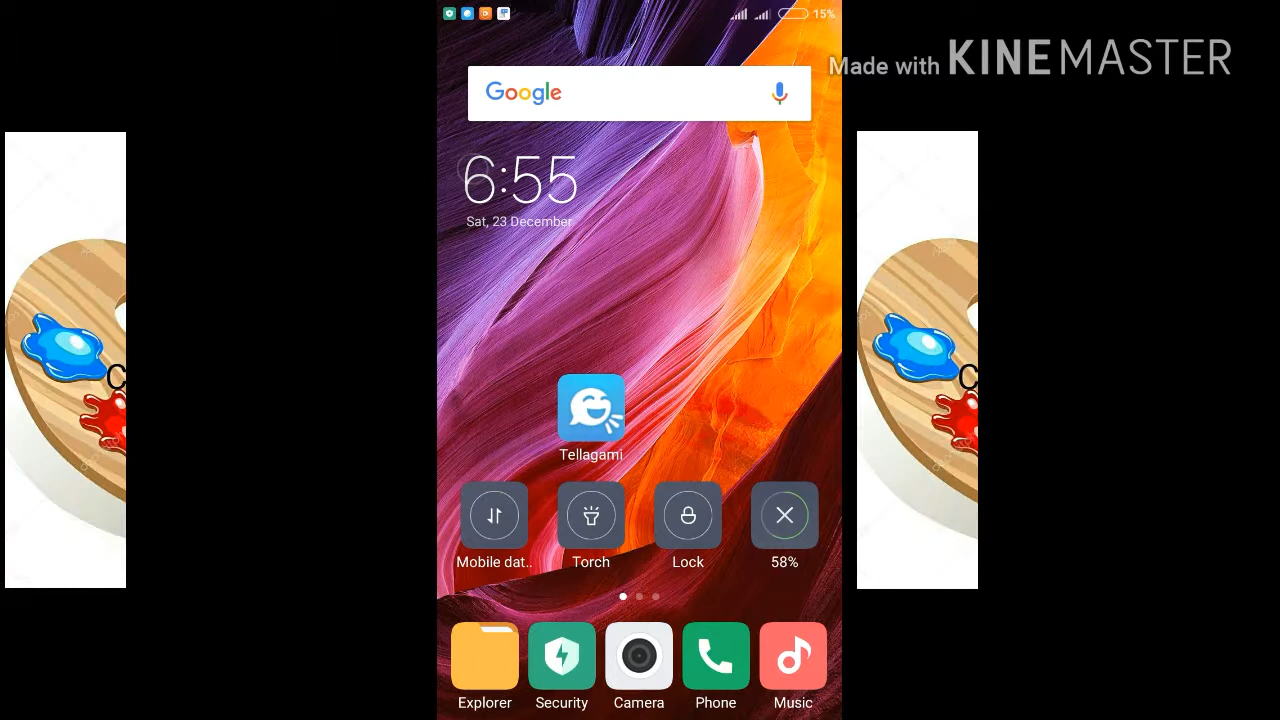 15%
Made with KINEMASTER
Google
6:55
Sat, 23 December
C
C
Tellagami
Mobile dat.. Torch Lock 58%
Explorer Security Camera Phone Music